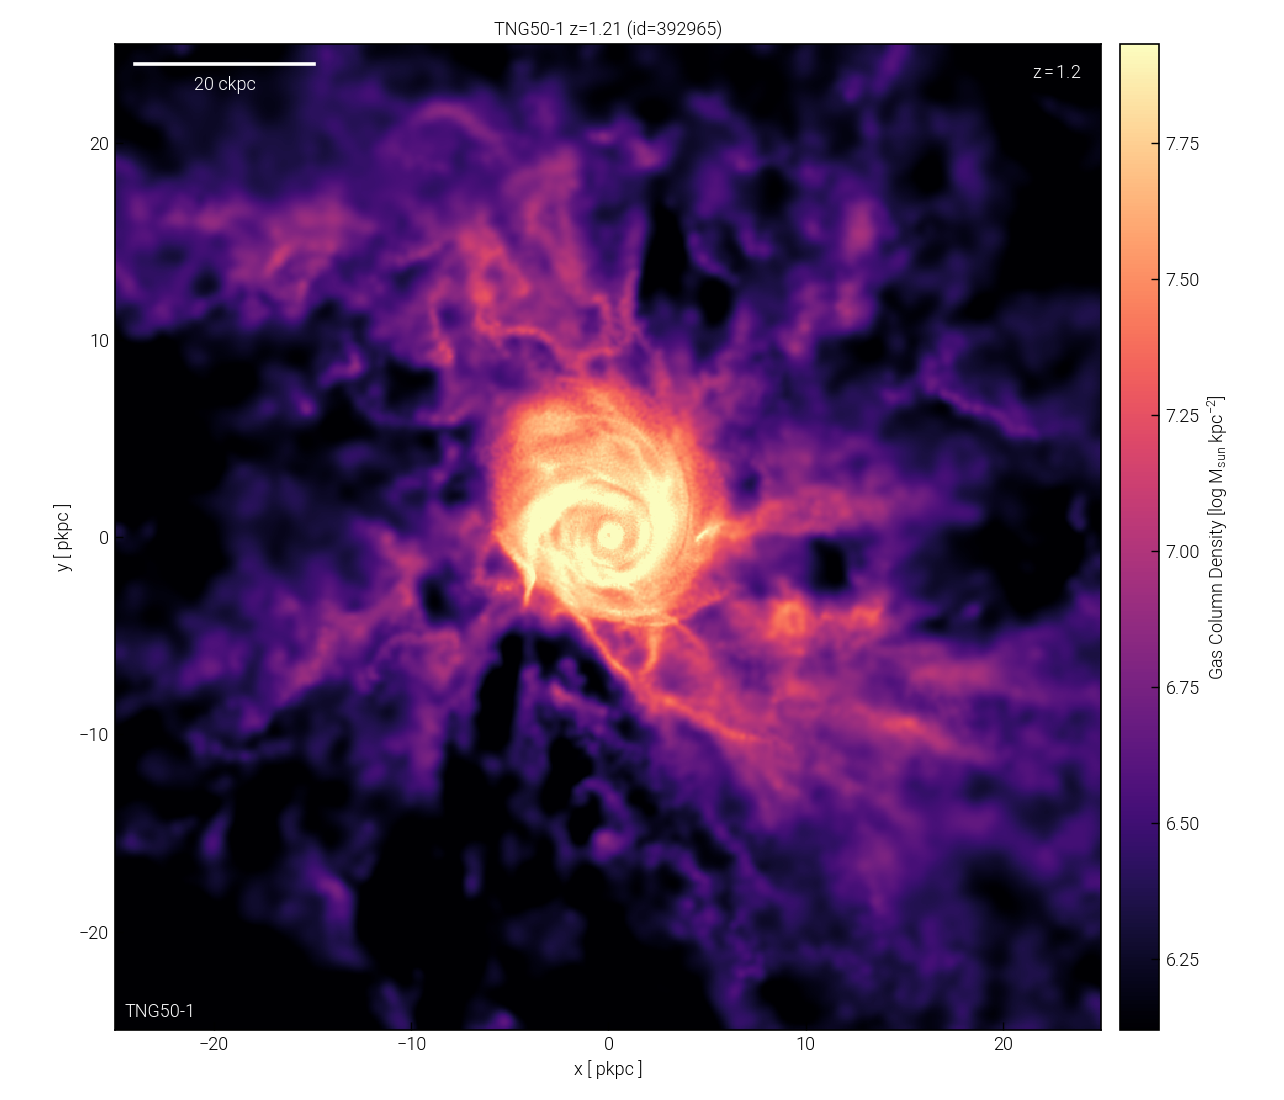 TNG50-1 z=1.21 (id=392965)
20 ckpc
z=1.2
20
10
0
−10
−20
y [ pkpc ]
TNG50-1
−20
−10
0
10
20
x [ pkpc ]
7.75
7.50
7.25
7.00
6.75
6.50
6.25
Gas Column Density [log M_sun kpc^−2]